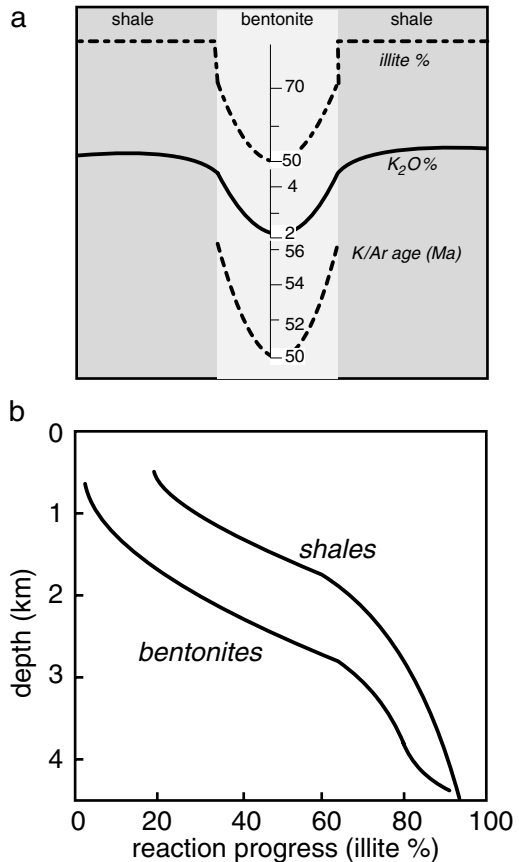 a
shale bentonite shale
illite %
70
50
K₂O%
4
2
K/Ar age (Ma)
56
54
52
50
b
0
1
2
3
4
depth (km)
shales
bentonites
0 20 40 60 80 100
reaction progress (illite %)